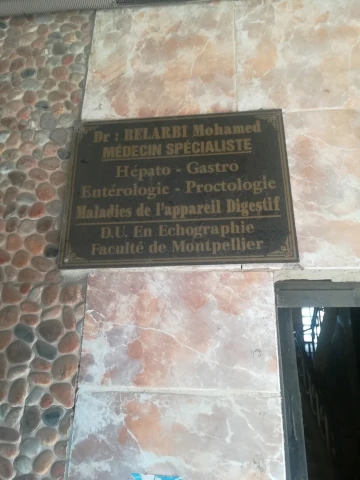 Dr : BELARBI Mohamed
MÉDECIN SPÉCIALISTE
Hépato - Gastro
Entérologie - Proctologie
Maladies de l'appareil Digestif
D.U. En Echographie
Faculté de Montpellier